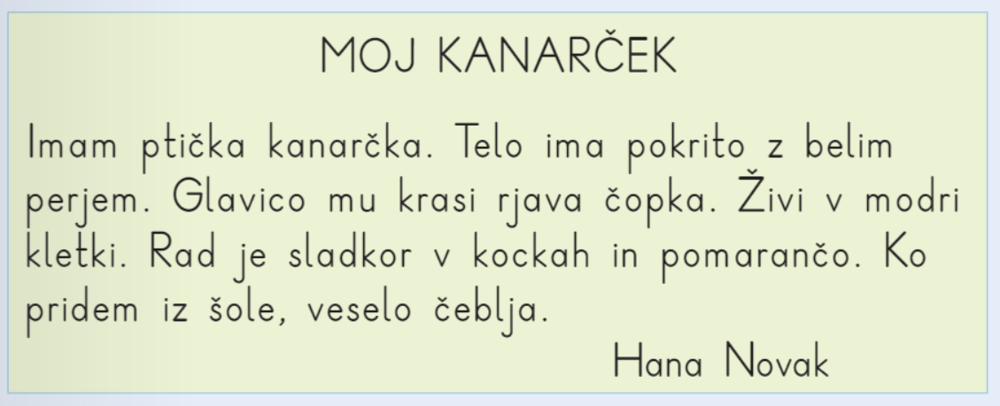 MOJ KANARČEK
Imam ptička kanarčka. Telo ima pokrito z belim
perjem. Glavico mu krasi rjava čopka. Živi v modri
kletki. Rad je sladkor v kockah in pomarančo. Ko
pridem iz šole, veselo čeblja.
Hana Novak